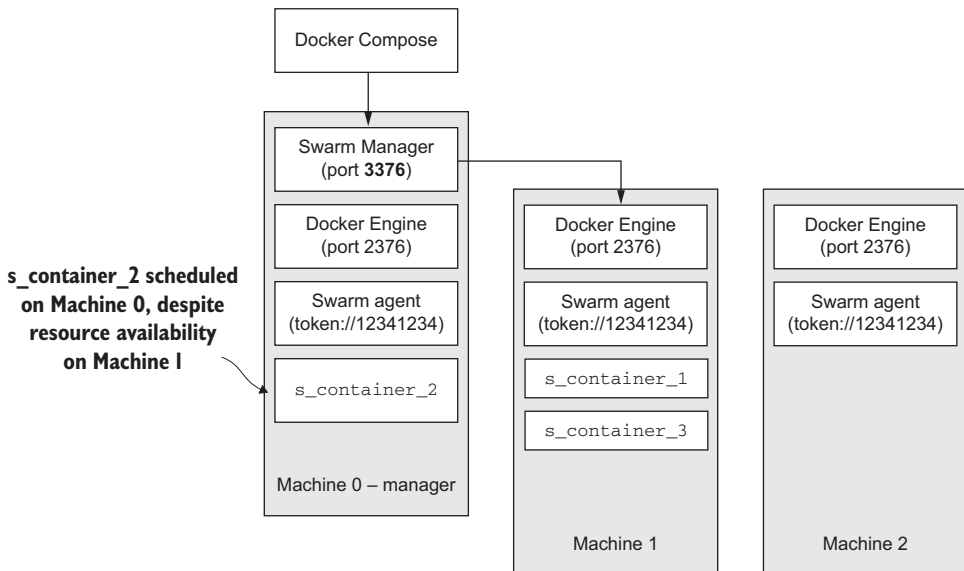 Docker Compose
Swarm Manager
(port 3376)
Docker Engine
(port 2376)
Swarm agent
(token://12341234)
s_container_2
Machine 0 – manager
s_container_2 scheduled
on Machine 0, despite
resource availability
on Machine 1
Docker Engine
(port 2376)
Swarm agent
(token://12341234)
s_container_1
s_container_3
Machine 1
Docker Engine
(port 2376)
Swarm agent
(token://12341234)
Machine 2